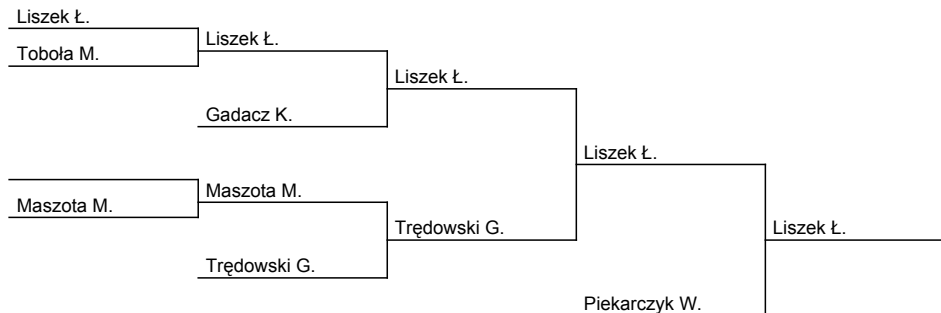 Liszek Ł.
Toboła M.
Liszek Ł.
Gadacz K.
Liszek Ł.
Maszota M.
Maszota M.
Trędowski G.
Trędowski G.
Liszek Ł.
Piekarczyk W.
Liszek Ł.